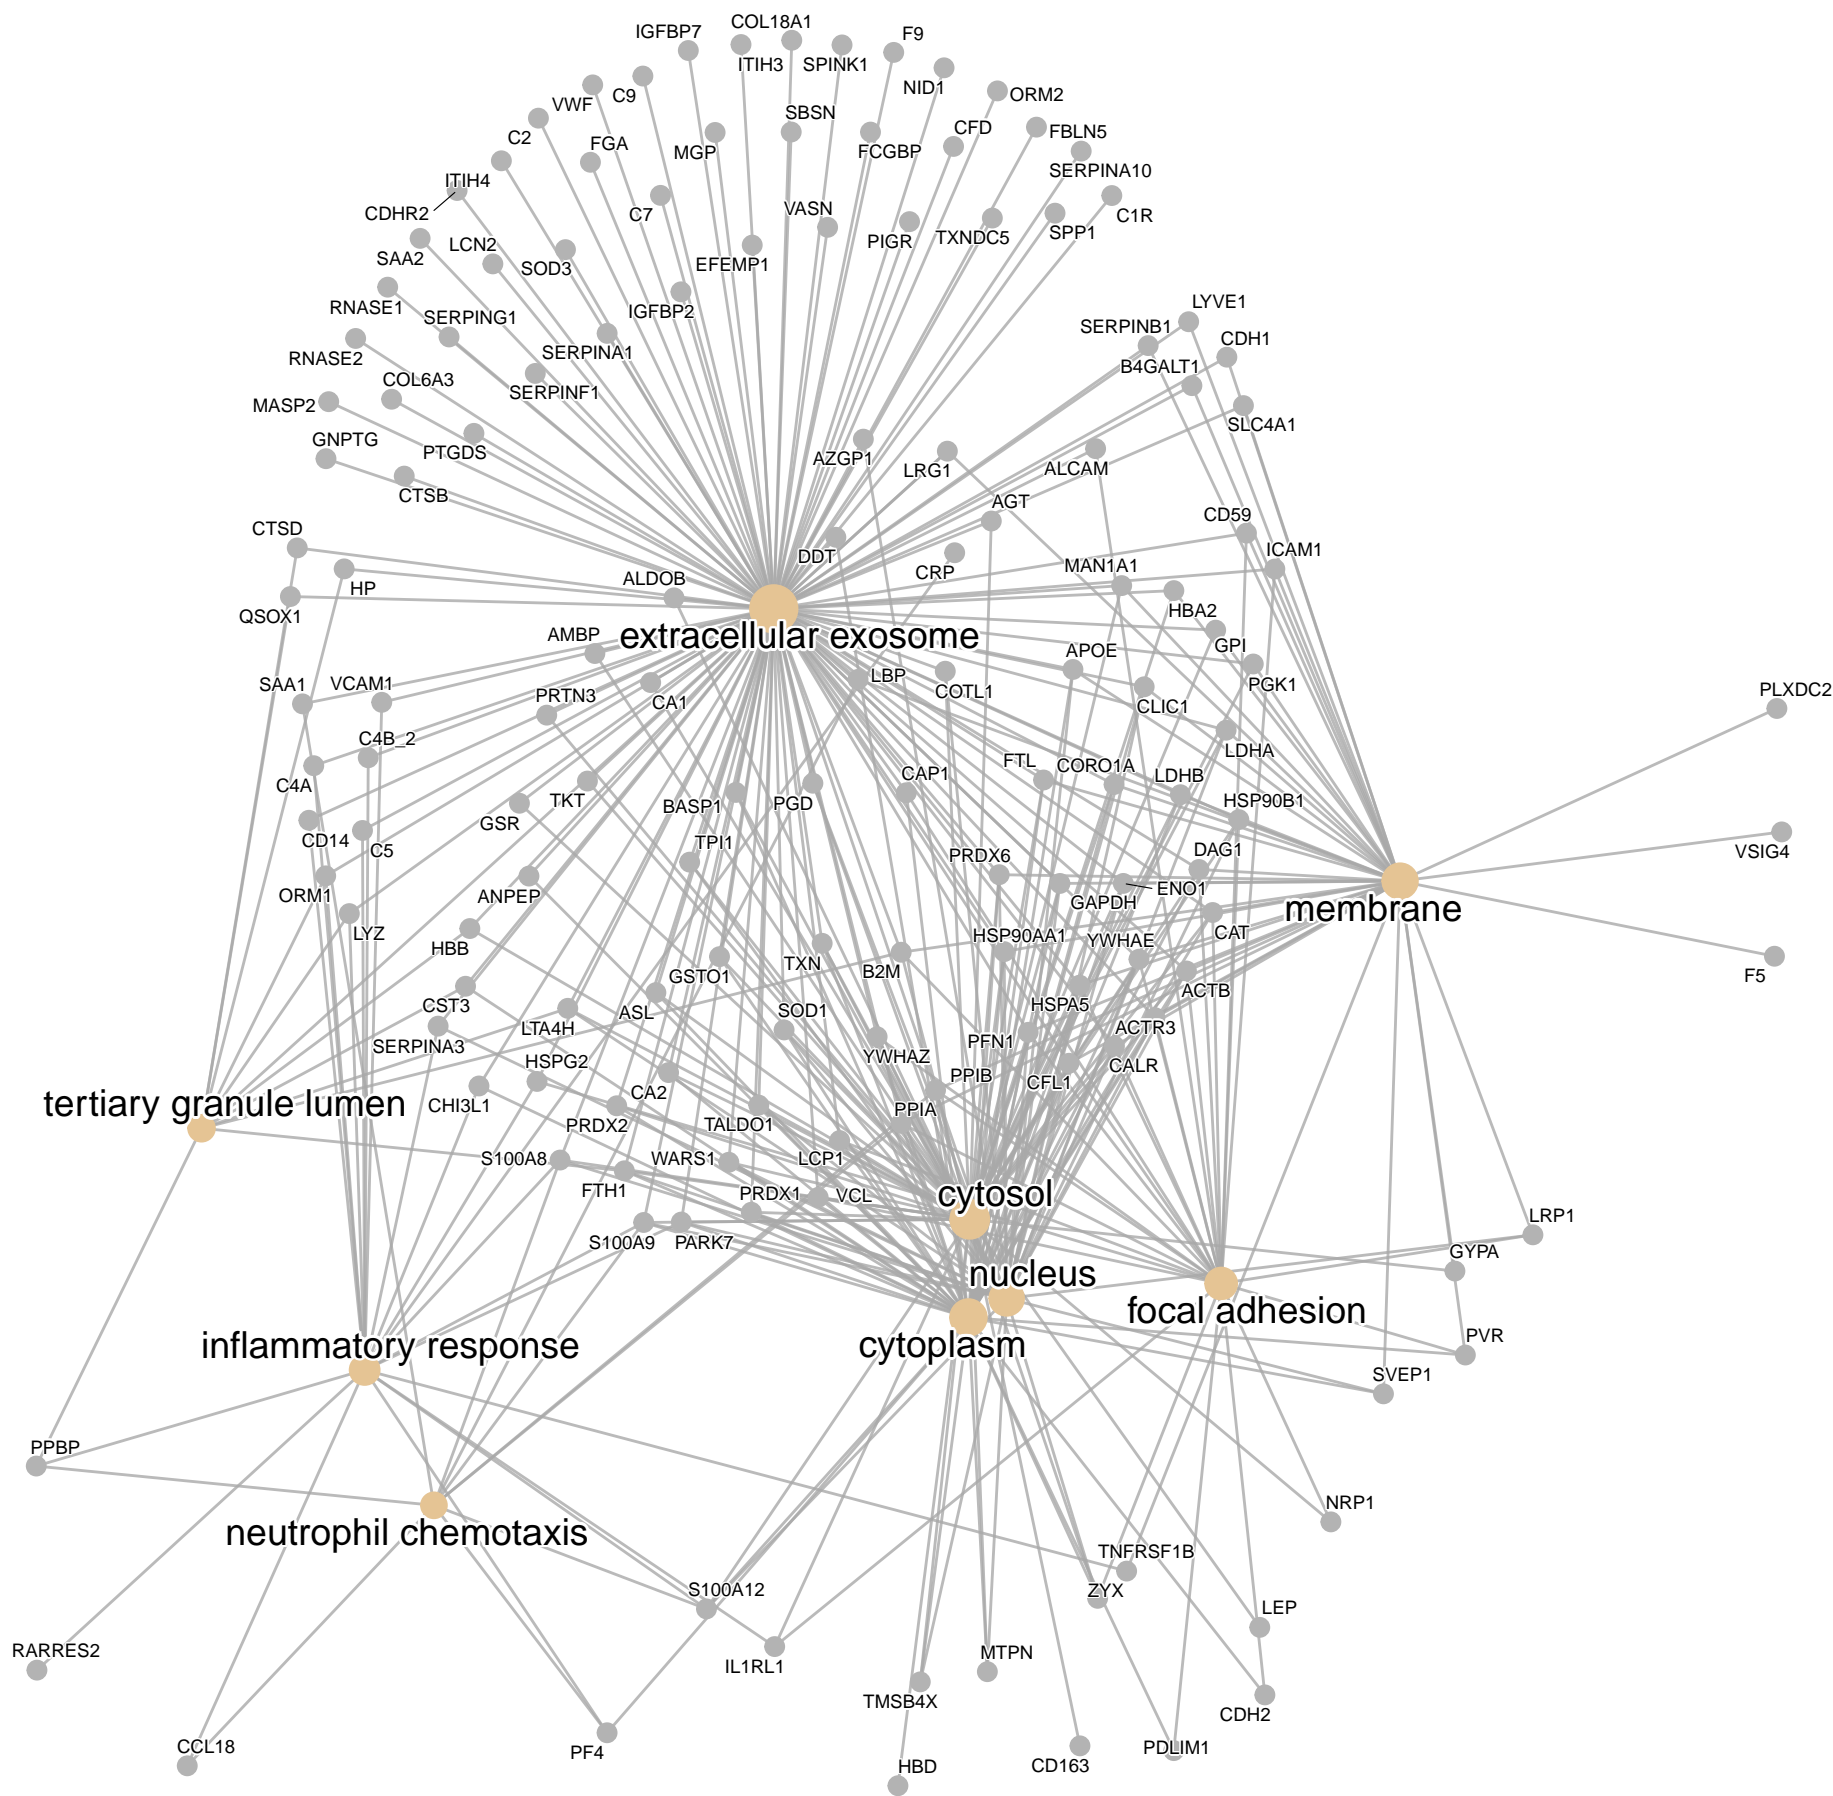 COL18A1
IGFBP7
F9
ITIH3
SPINK1
NID1
ORM2
C9
VWF
SBSN
CFD
FBLN5
C2
FGA
MGP
FCGBP
SERPINA10
ITIH4
CDHR2
C7
VASN
C1R
SPP1
PIGR
TXNDC5
LCN2
SAA2
SOD3
EFEMP1
LYVE1
RNASE1
SERPING1
IGFBP2
SERPINB1
CDH1
SERPINA1
RNASE2
B4GALT1
COL6A3
SERPINF1
MASP2
SLC4A1
GNPTG
PTGDS
AZGP1
LRG1
ALCAM
CTSB
AGT
CTSD
CD59
ICAM1
DDT
CRP
MAN1A1
HP
ALDOB
QSOX1
HBA2
AMBP
extracellular exosome
GPI
APOE
SAA1
VCAM1
PRTN3
CA1
LBP
COTL1
PGK1
PLXDC2
CLIC1
C4B_2
LDHA
FTL
CORO1A
CAP1
LDHB
C4A
TKT
BASP1
PGD
HSP90B1
GSR
CD14
C5
TPI1
DAG1
VSIG4
PRDX6
ENO1
ORM1
ANPEP
GAPDH
membrane
LYZ
HSP90AA1
YWHAE
CAT
HBB
TXN
B2M
GSTO1
F5
CST3
ASL
SOD1
HSPA5
ACTB
LTA4H
ACTR3
SERPINA3
HSPG2
YWHAZ
PFN1
CALR
CA2
PPIB
CFL1
tertiary granule lumen
CHI3L1
PPIA
PRDX2
TALDO1
S100A8
WARS1
LCP1
FTH1
PRDX1
VCL
cytosol
LRP1
S100A9
PARK7
GYPA
nucleus
focal adhesion
inflammatory response
cytoplasm
PVR
SVEP1
PPBP
NRP1
neutrophil chemotaxis
TNFRSF1B
S100A12
ZYX
LEP
RARRES2
IL1RL1
MTPN
TMSB4X
CDH2
CCL18
PF4
PDLIM1
HBD
CD163